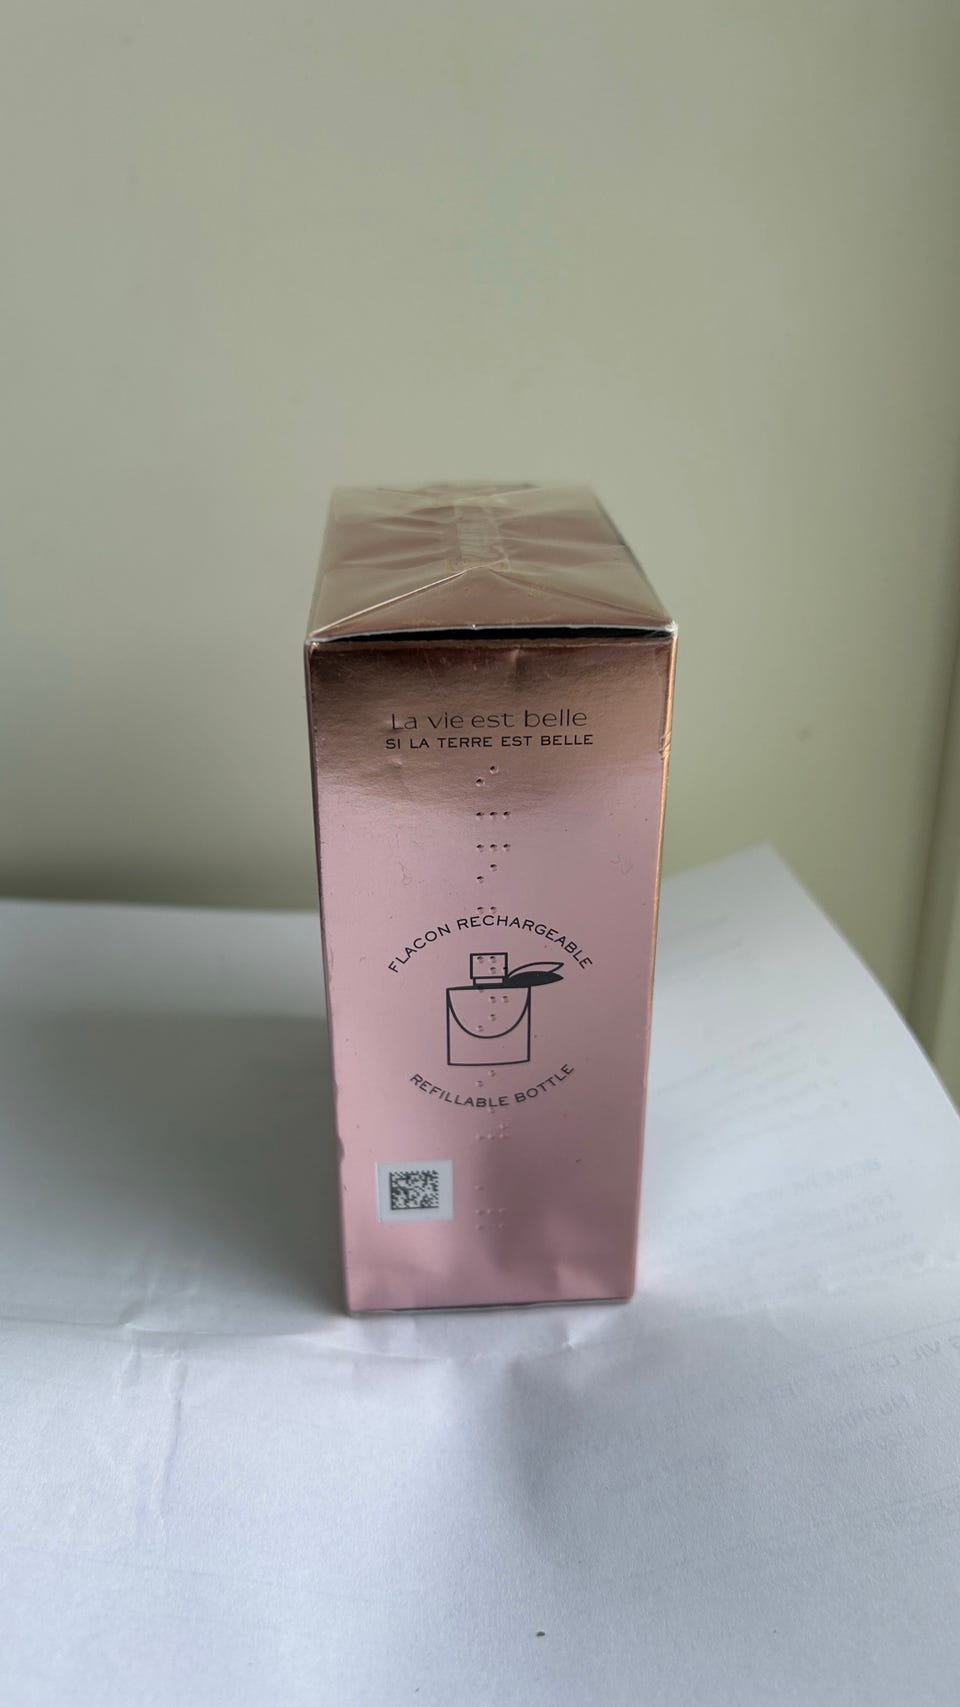 La vie est belle
SI LA TERRE EST BELLE
FLACON RECHARGEABLE
REFILLABLE BOTTLE